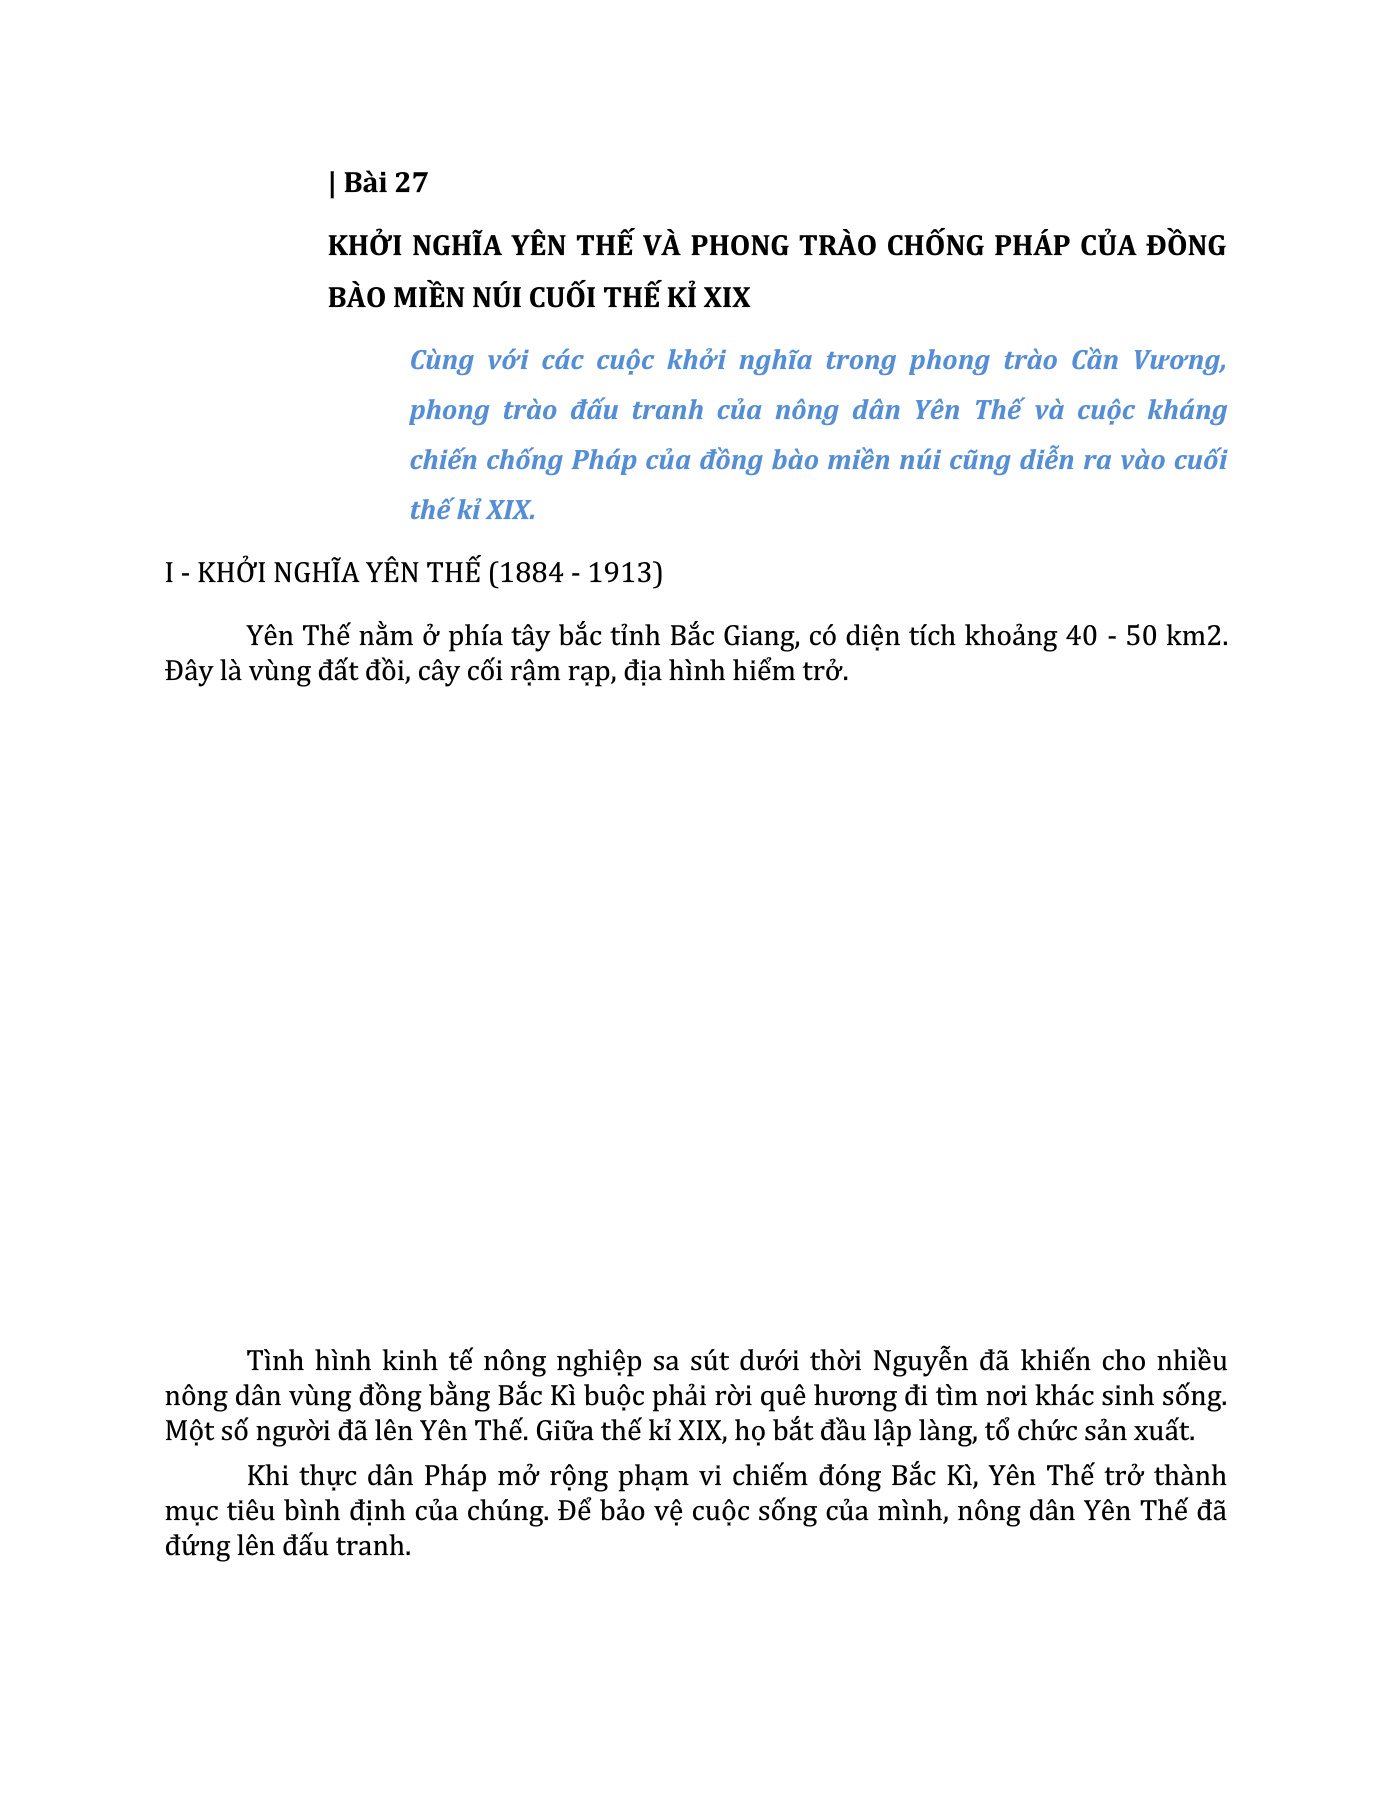 | Bài 27
KHỞI NGHĨA YÊN THẾ VÀ PHONG TRÀO CHỐNG PHÁP CỦA ĐỒNG
BÀO MIỀN NÚI CUỐI THẾ KỈ XIX
Cùng với các cuộc khởi nghĩa trong phong trào Cần Vương,
phong trào đấu tranh của nông dân Yên Thế và cuộc kháng
chiến chống Pháp của đồng bào miền núi cũng diễn ra vào cuối
thế kỉ XIX.
I - KHỞI NGHĨA YÊN THẾ (1884 - 1913)
Yên Thế nằm ở phía tây bắc tỉnh Bắc Giang, có diện tích khoảng 40 - 50 km2.
Đây là vùng đất đồi, cây cối rậm rạp, địa hình hiểm trở.
Tình hình kinh tế nông nghiệp sa sút dưới thời Nguyễn đã khiến cho nhiều
nông dân vùng đồng bằng Bắc Kì buộc phải rời quê hương đi tìm nơi khác sinh sống.
Một số người đã lên Yên Thế. Giữa thế kỉ XIX, họ bắt đầu lập làng, tổ chức sản xuất.
Khi thực dân Pháp mở rộng phạm vi chiếm đóng Bắc Kì, Yên Thế trở thành
mục tiêu bình định của chúng. Để bảo vệ cuộc sống của mình, nông dân Yên Thế đã
đứng lên đấu tranh.